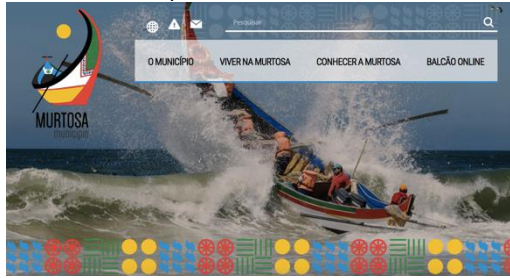 Pesquisar
O MUNICÍPIO VIVER NA MURTOSA CONHECER A MURTOSA BALCÃO ONLINE
MURTOSA
município